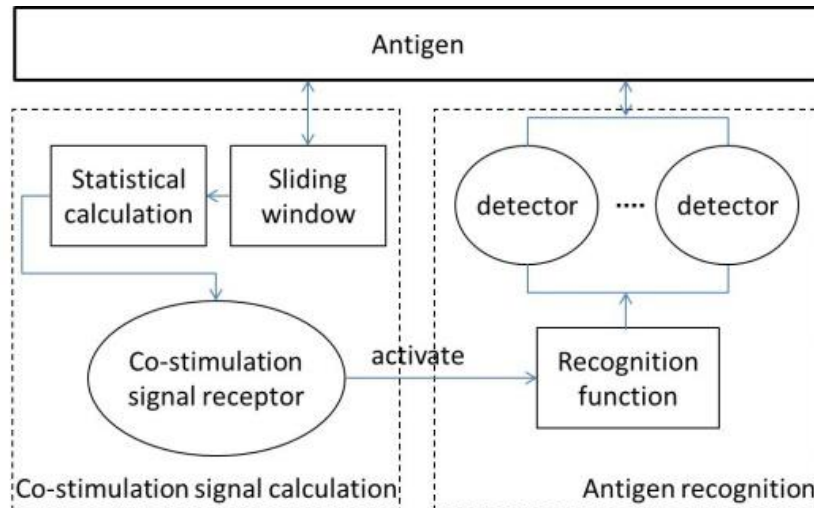 Antigen
Statistical
calculation
Sliding
window
detector
....
detector
Co-stimulation
signal receptor
activate
Recognition
function
Co-stimulation signal calculation
Antigen recognition